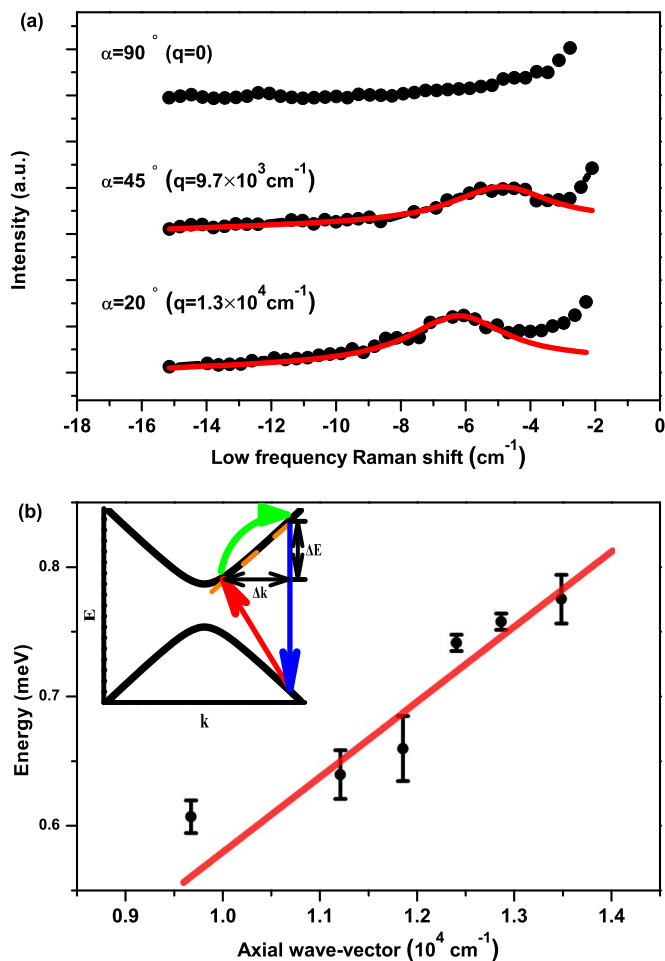 (a)
α=90° (q=0)
α=45° (q=9.7×10³cm⁻¹)
α=20° (q=1.3×10⁴cm⁻¹)
Intensity (a.u.)
-18 -16 -14 -12 -10 -8 -6 -4 -2 0
Low frequency Raman shift (cm⁻¹)
(b)
0.8
0.7
0.6
Energy (meV)
E
ΔE
Δk
k
0.9 1.0 1.1 1.2 1.3 1.4
Axial wave-vector (10⁴ cm⁻¹)